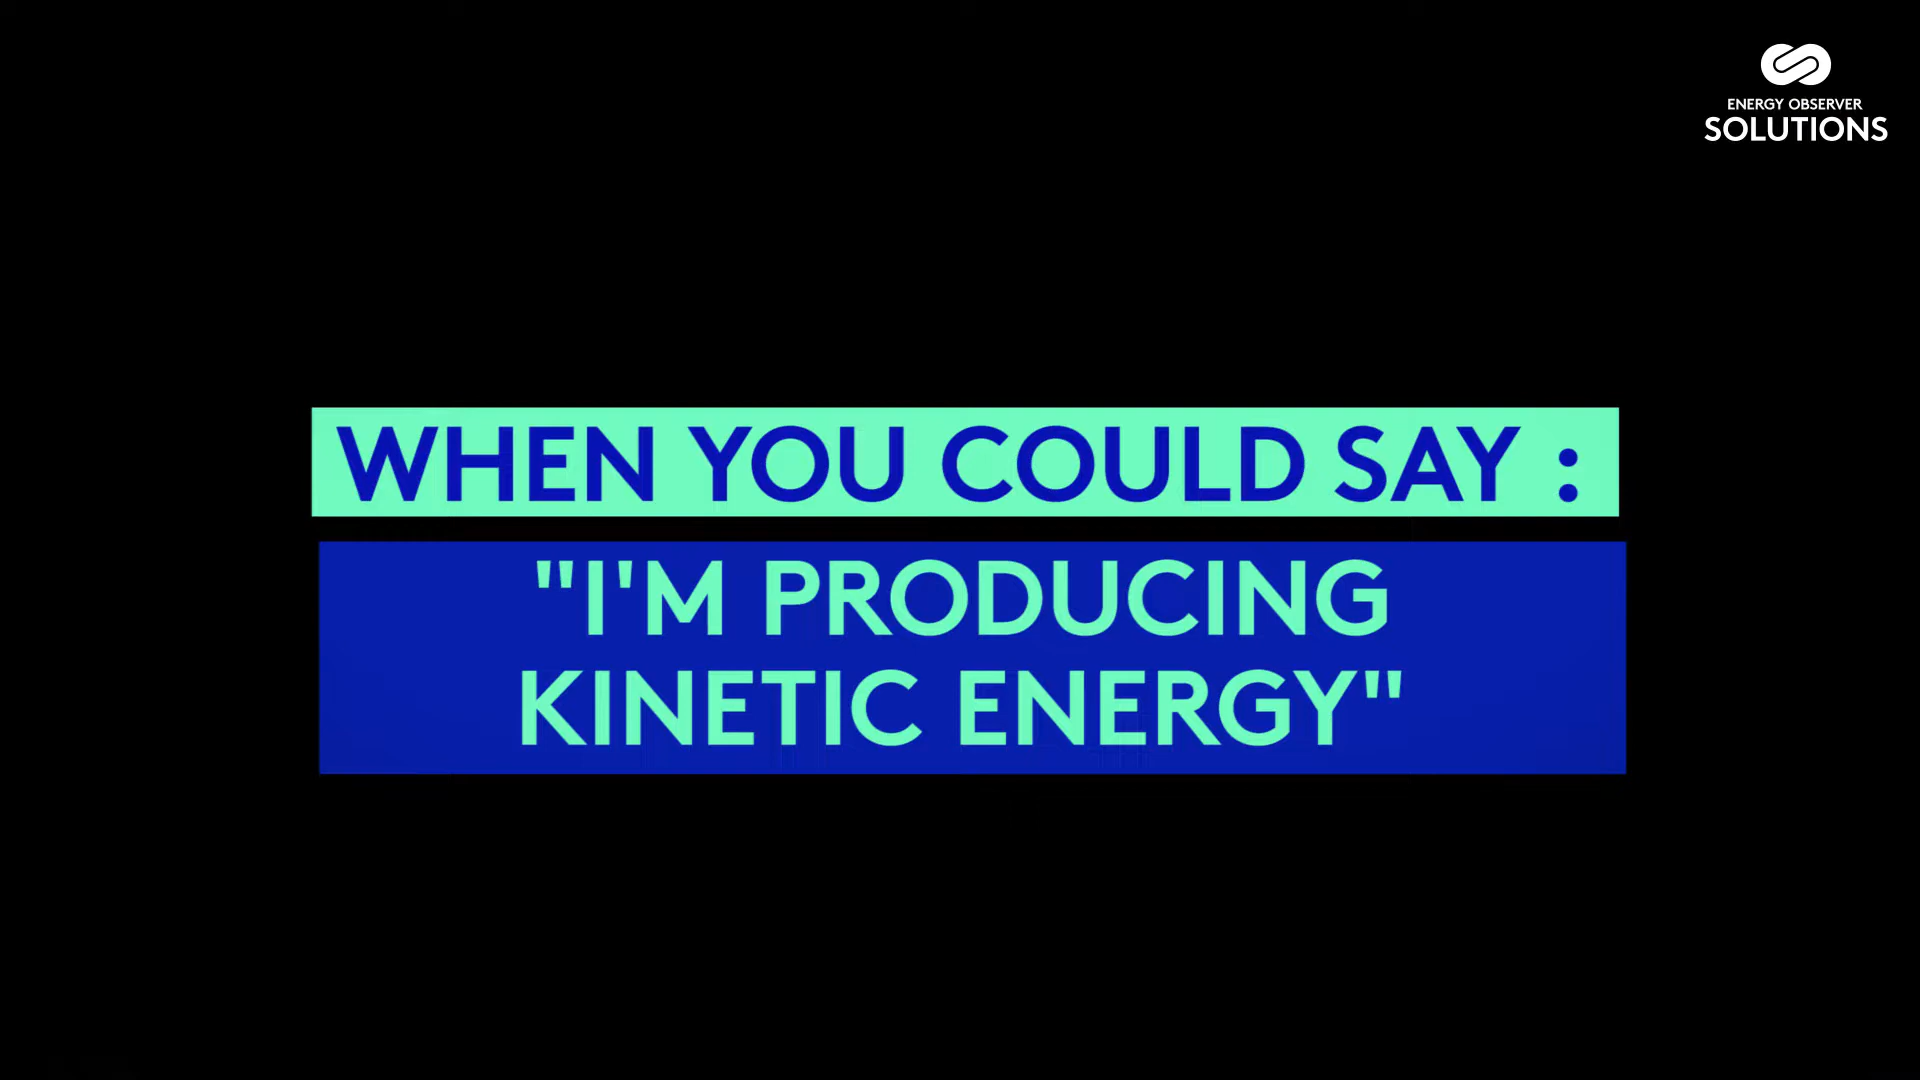 ENERGY OBSERVER
SOLUTIONS
WHEN YOU COULD SAY :
"I'M PRODUCING
KINETIC ENERGY"